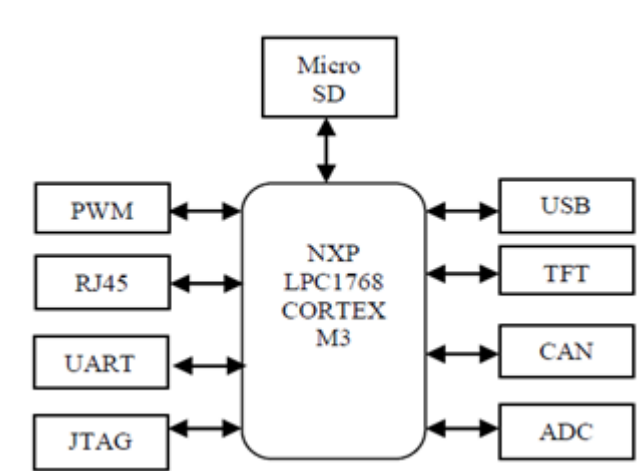 Micro
SD
PWM
RJ45
UART
JTAG
NXP
LPC1768
CORTEX
M3
USB
TFT
CAN
ADC